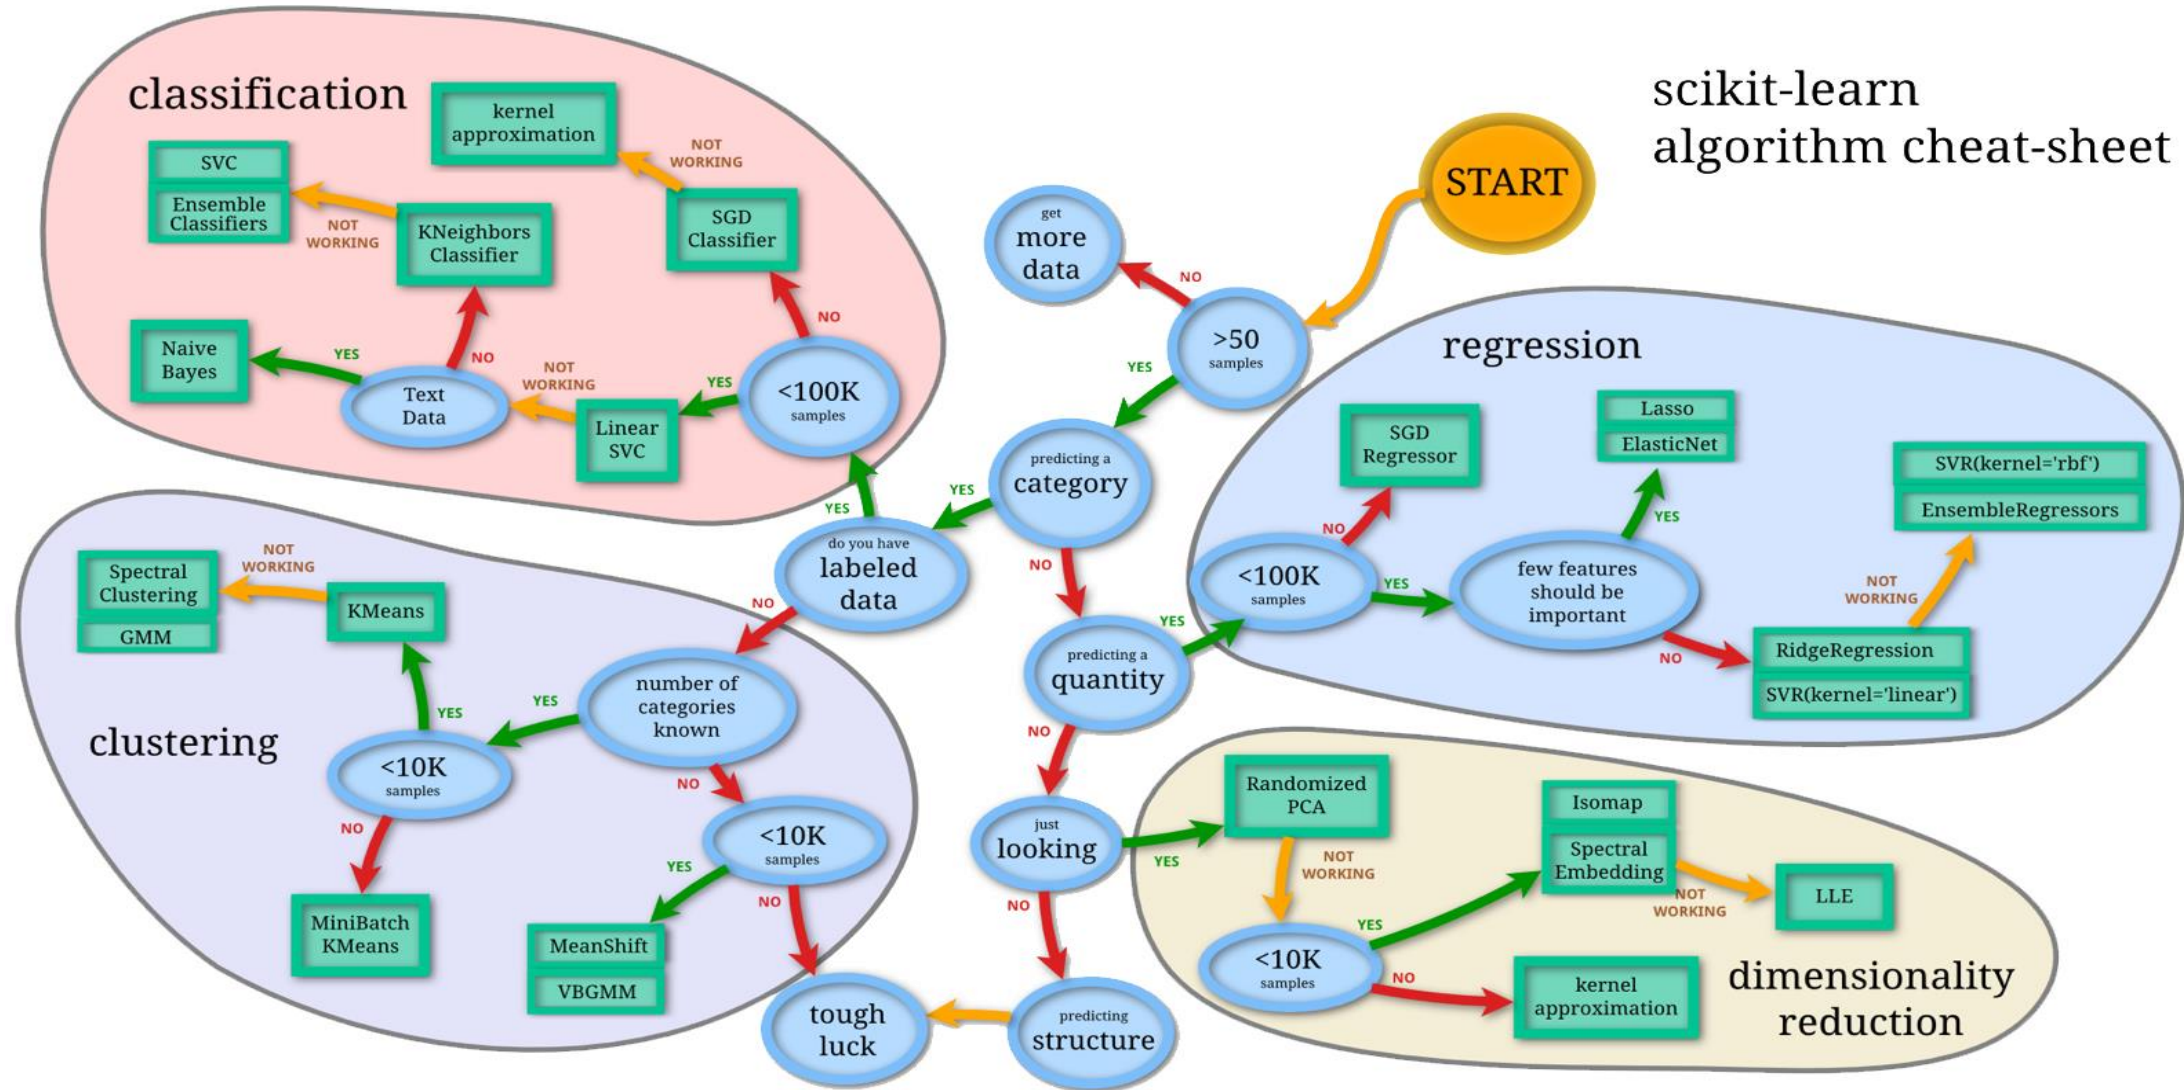 scikit-learn
algorithm cheat-sheet
START
>50
samples
NO
get
more
data
YES
predicting a
category
YES
do you have
labeled
data
NO
predicting a
quantity
YES
NO
just
looking
YES
NO
predicting
structure
tough
luck
classification
YES
<100K
samples
NO
SGD
Classifier
NOT
WORKING
kernel
approximation
YES
Linear
SVC
NOT
WORKING
Text
Data
YES
Naive
Bayes
NO
KNeighbors
Classifier
NOT
WORKING
SVC
Ensemble
Classifiers
clustering
NO
number of
categories
known
YES
<10K
samples
YES
KMeans
NOT
WORKING
Spectral
Clustering
GMM
NO
MiniBatch
KMeans
NO
<10K
samples
YES
MeanShift
VBGMM
NO
regression
<100K
samples
NO
SGD
Regressor
YES
few features
should be
important
YES
Lasso
ElasticNet
NO
RidgeRegression
SVR(kernel='linear')
NOT
WORKING
SVR(kernel='rbf')
EnsembleRegressors
dimensionality
reduction
Randomized
PCA
NOT
WORKING
<10K
samples
YES
Isomap
Spectral
Embedding
NOT
WORKING
LLE
NO
kernel
approximation